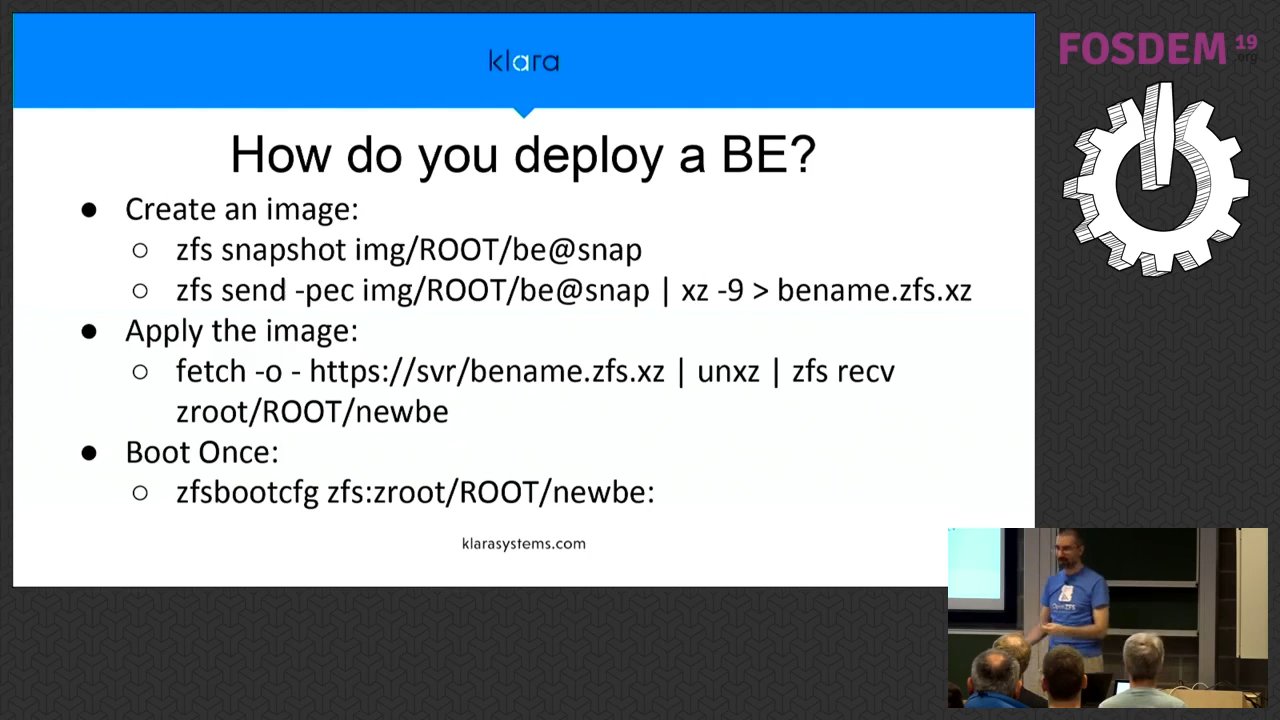 klara
FOSDEM 19
.org
How do you deploy a BE?
● Create an image:
○ zfs snapshot img/ROOT/be@snap
○ zfs send -pec img/ROOT/be@snap | xz -9 > bename.zfs.xz
● Apply the image:
○ fetch -o - https://svr/bename.zfs.xz | unxz | zfs recv
zroot/ROOT/newbe
● Boot Once:
○ zfsbootcfg zfs:zroot/ROOT/newbe:
klarasystems.com
OpenZFS